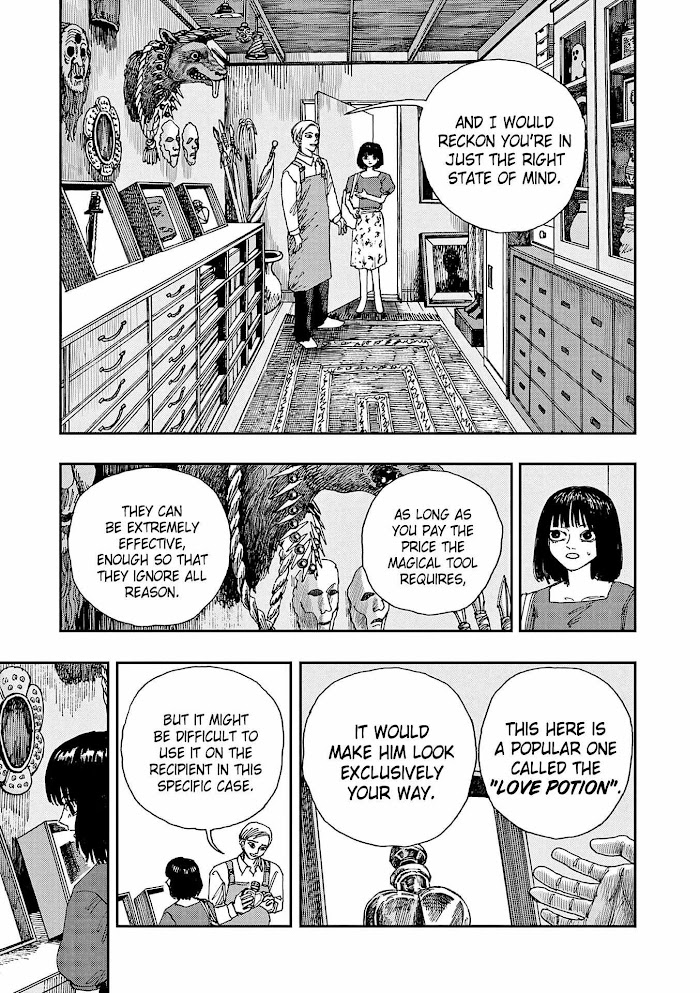 AND I WOULD
RECKON YOU'RE IN
JUST THE RIGHT
STATE OF MIND.
AS LONG AS
YOU PAY THE
PRICE THE
MAGICAL TOOL
REQUIRES,
THEY CAN
BE EXTREMELY
EFFECTIVE,
ENOUGH SO THAT
THEY IGNORE ALL
REASON.
THIS HERE IS
A POPULAR ONE
CALLED THE
"LOVE POTION".
IT WOULD
MAKE HIM LOOK
EXCLUSIVELY
YOUR WAY.
BUT IT MIGHT
BE DIFFICULT TO
USE IT ON THE
RECIPIENT IN THIS
SPECIFIC CASE.